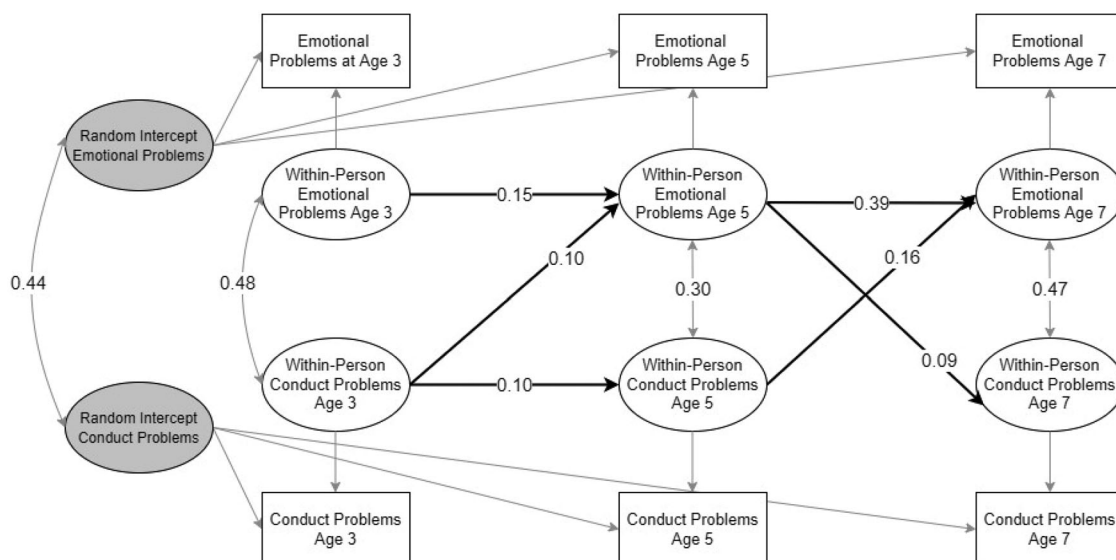 Emotional
Problems at Age 3
Emotional
Problems Age 5
Emotional
Problems Age 7
Random Intercept
Emotional Problems
Within-Person
Emotional
Problems Age 3
0.15
Within-Person
Emotional
Problems Age 5
0.39
Within-Person
Emotional
Problems Age 7
0.10
0.16
0.44
0.48
0.30
0.47
0.09
Within-Person
Conduct Problems
Age 3
0.10
Within-Person
Conduct Problems
Age 5
Within-Person
Conduct Problems
Age 7
Random Intercept
Conduct Problems
Conduct Problems
Age 3
Conduct Problems
Age 5
Conduct Problems
Age 7